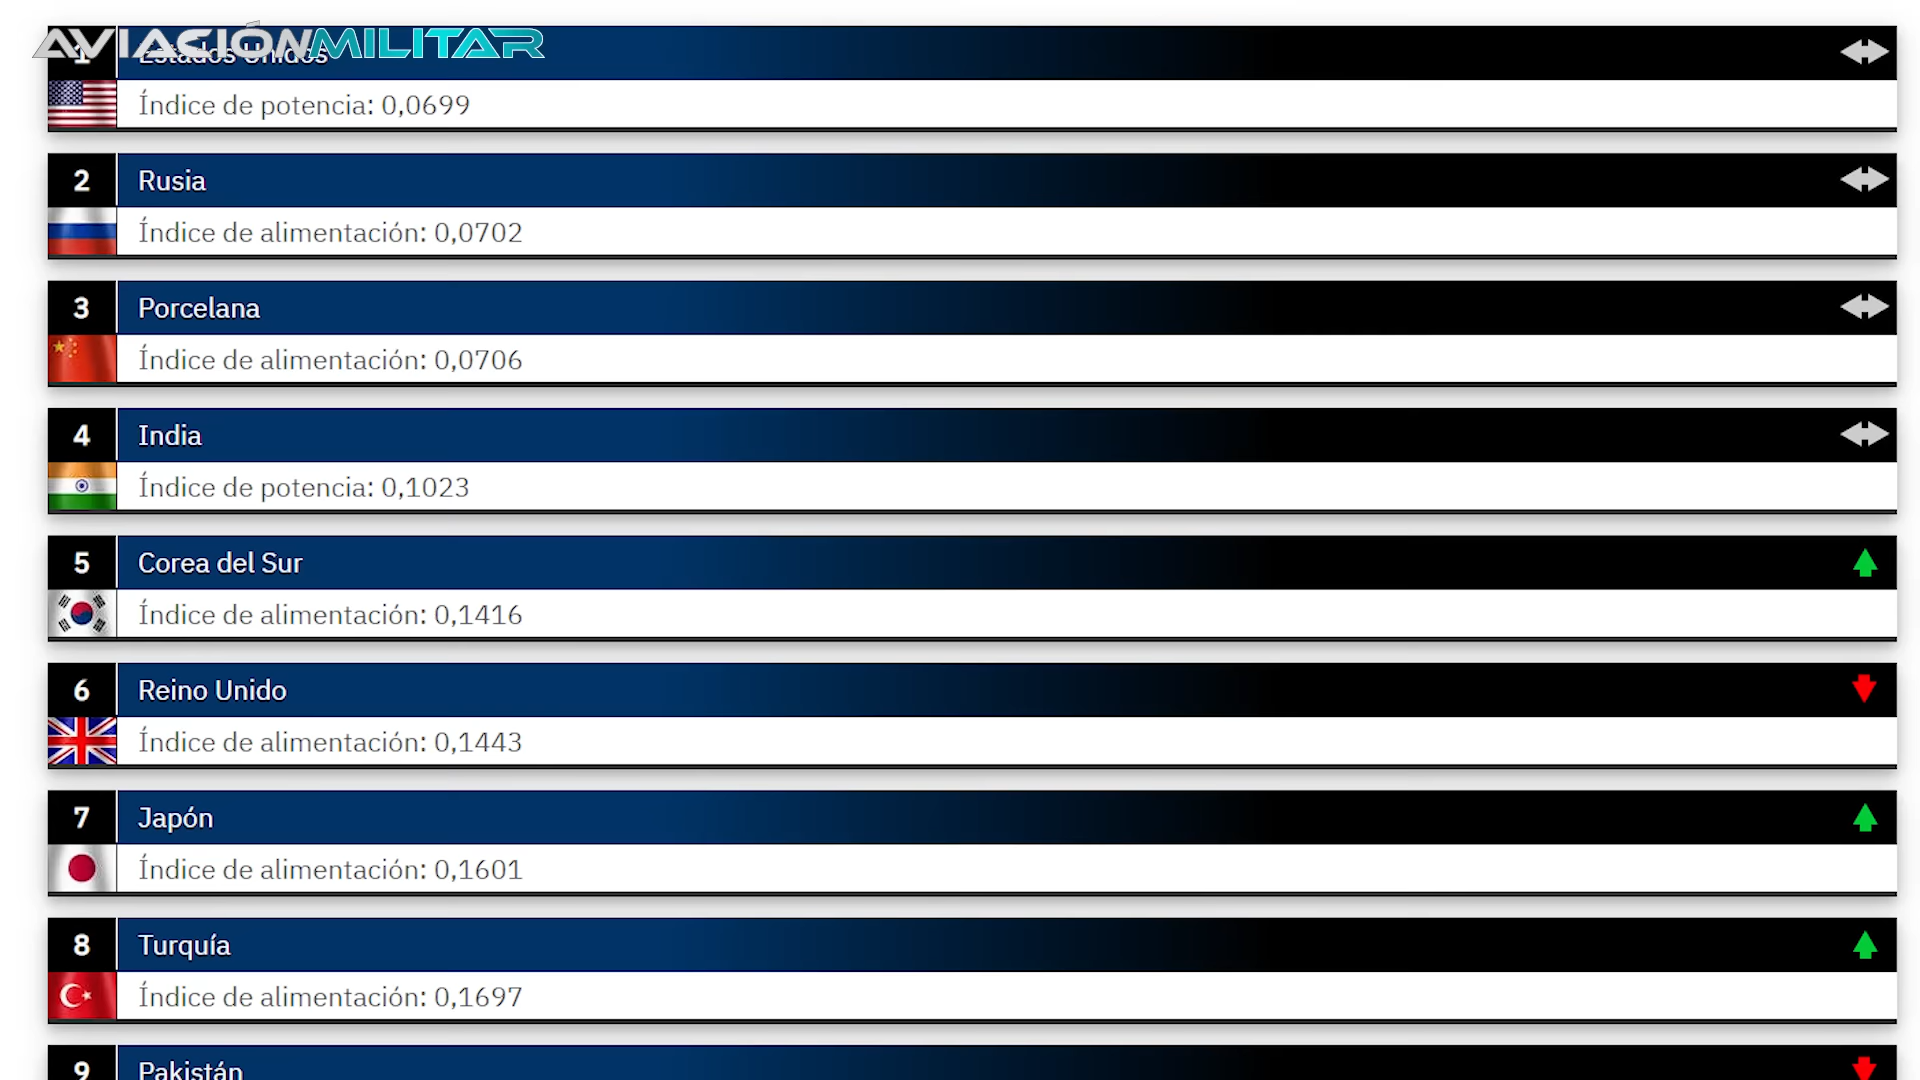 AVIACIÓNMILITAR
1 Estados Unidos
Índice de potencia: 0,0699
2 Rusia
Índice de alimentación: 0,0702
3 Porcelana
Índice de alimentación: 0,0706
4 India
Índice de potencia: 0,1023
5 Corea del Sur
Índice de alimentación: 0,1416
6 Reino Unido
Índice de alimentación: 0,1443
7 Japón
Índice de alimentación: 0,1601
8 Turquía
Índice de alimentación: 0,1697
9 Pakistán